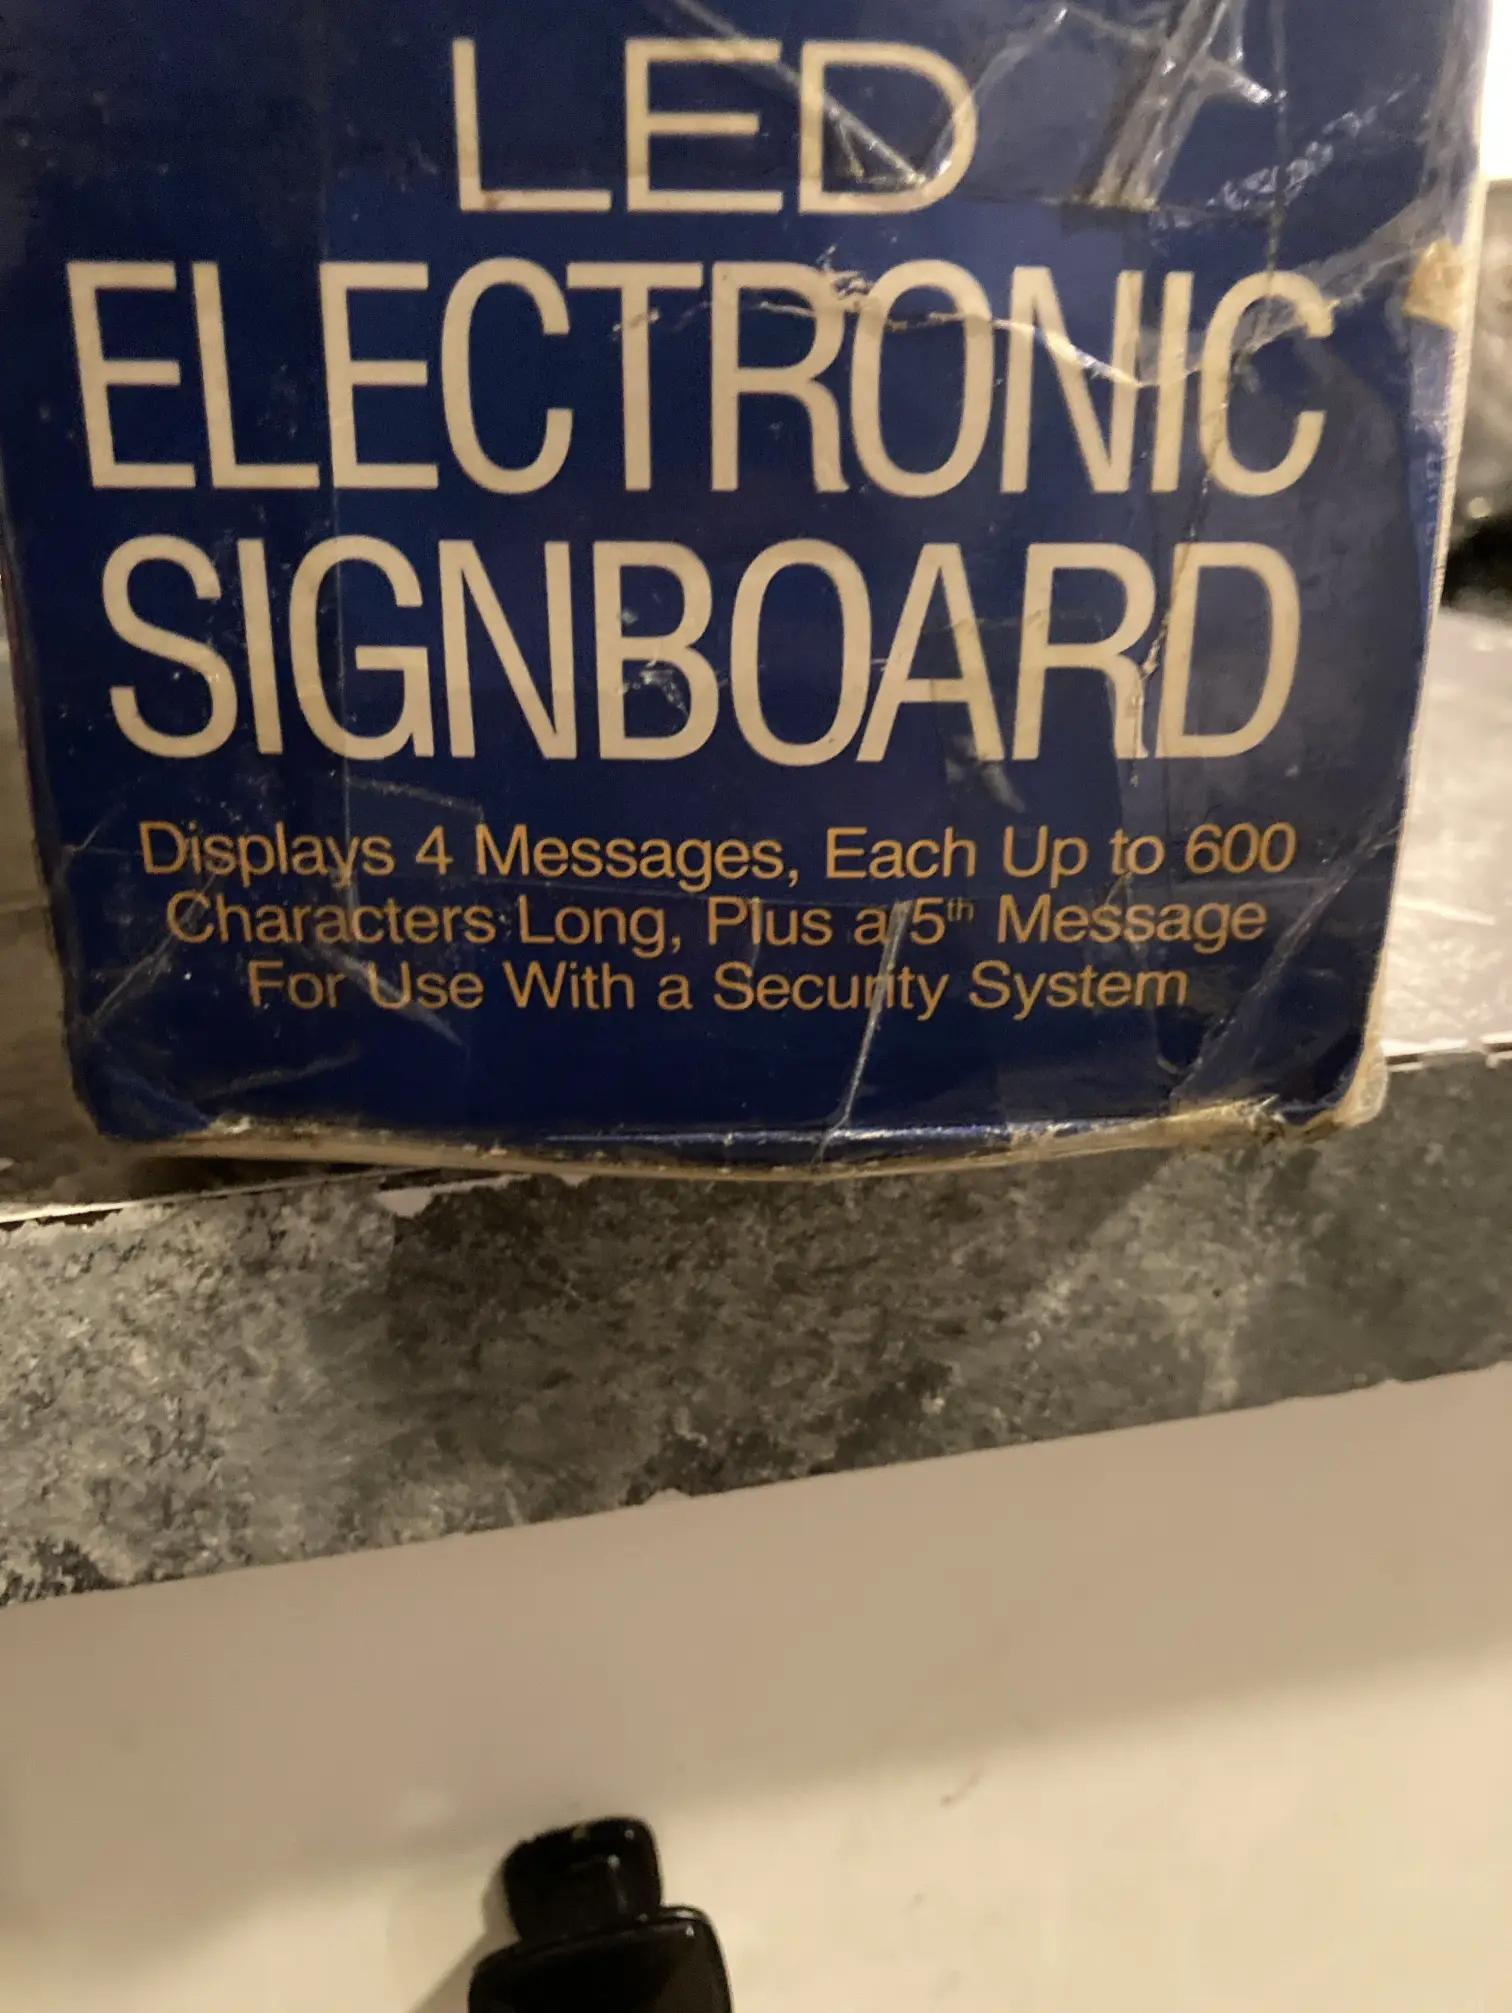 LED
ELECTRONIC
SIGNBOARD
Displays 4 Messages, Each Up to 600
Characters Long, Plus a 5th Message
For Use With a Security System